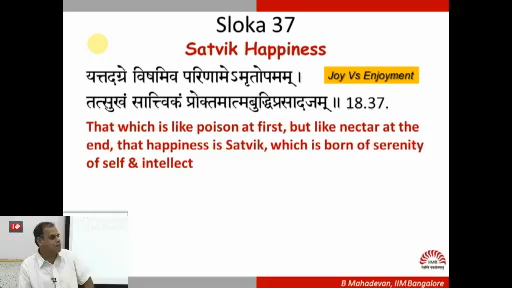 Sloka 37
Satvik Happiness
यत्तदग्रे विषमिव परिणामेऽमृतोपमम्।
Joy Vs Enjoyment
तत्सुखं सात्त्विकं प्रोक्तमात्मबुद्धिप्रसादजम्॥ 18.37.
That which is like poison at first, but like nectar at the
end, that happiness is Satvik, which is born of serenity
of self & intellect
B Mahadevan, IIM Bangalore